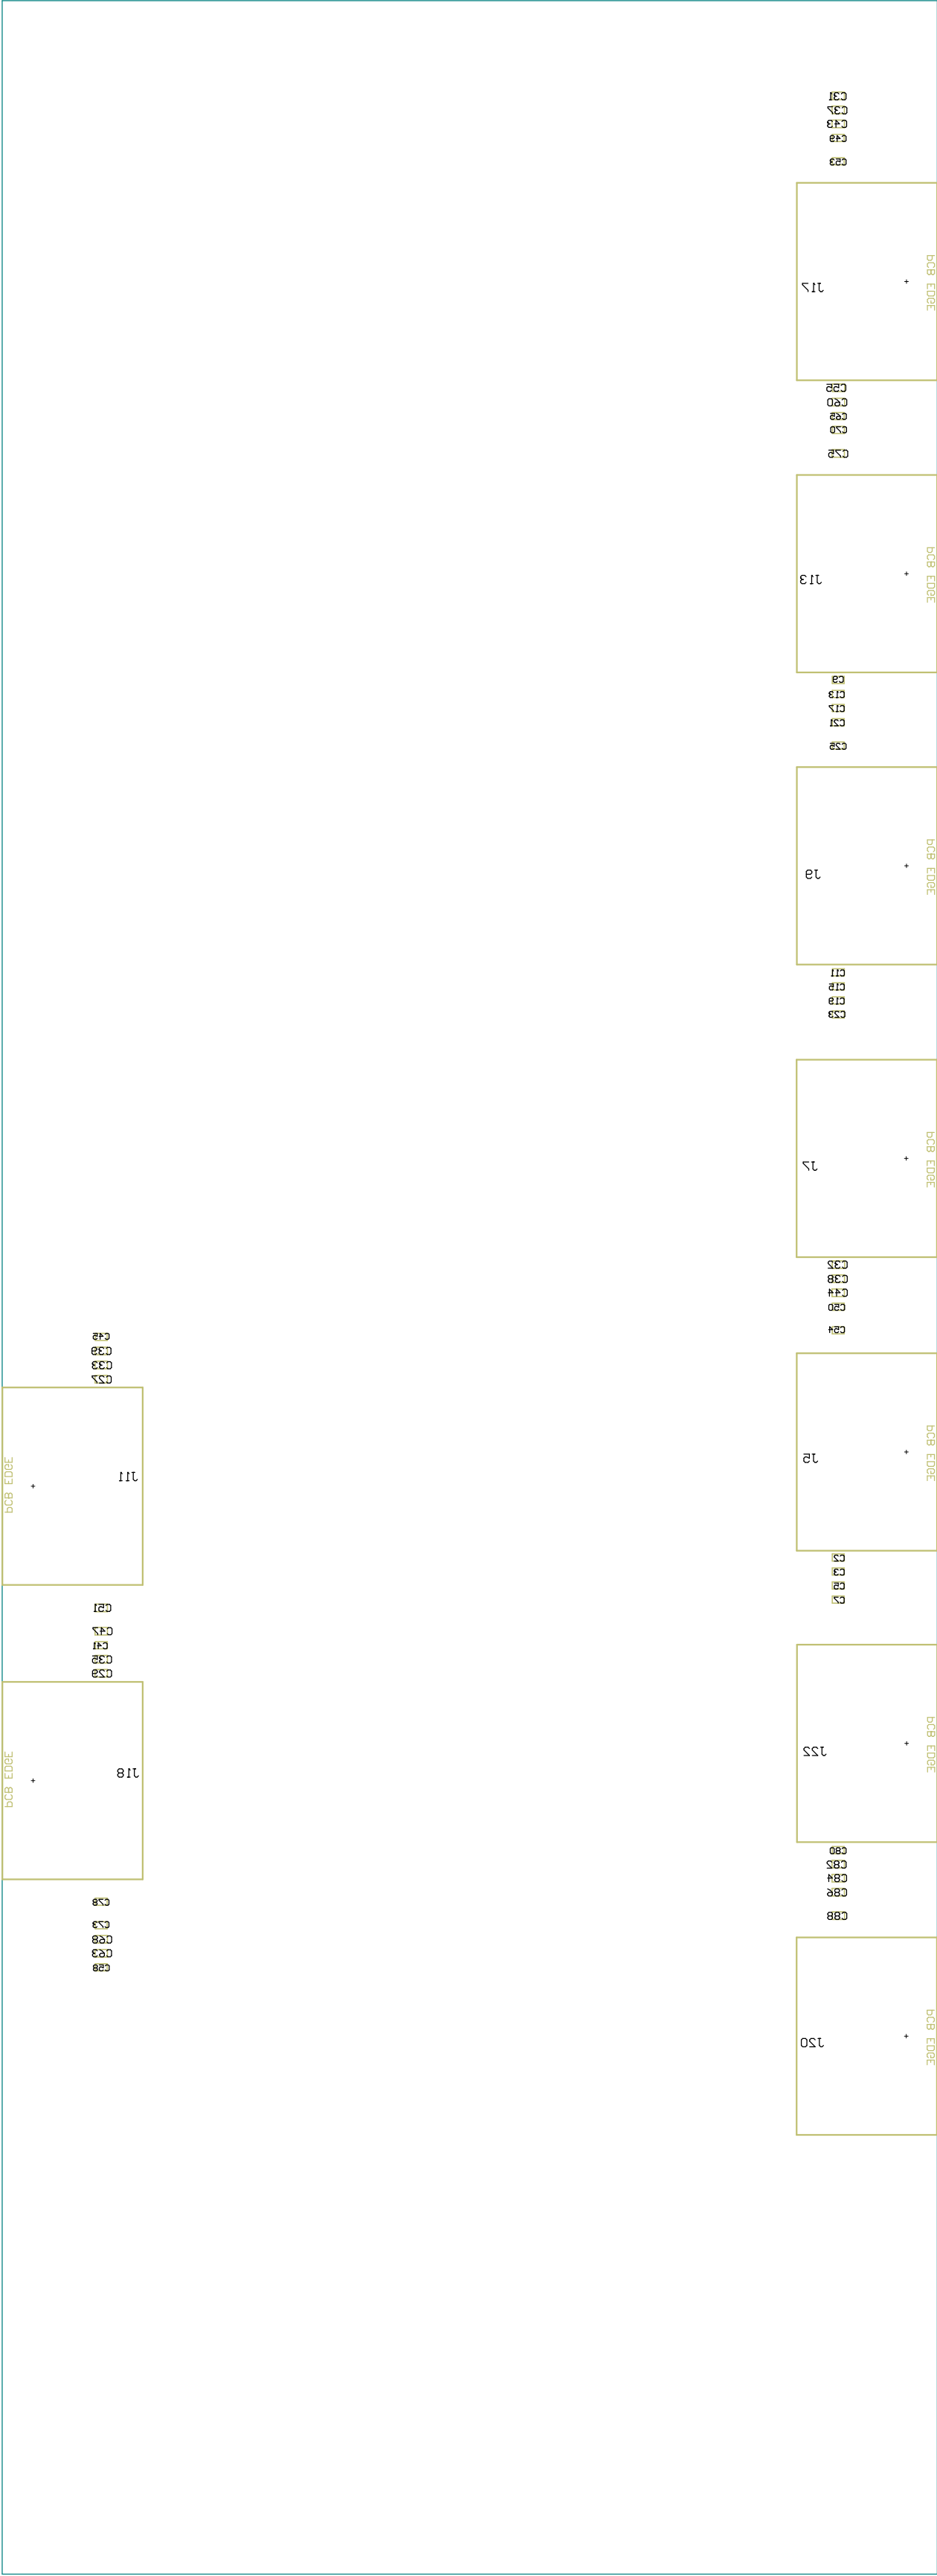 C31
C37
C43
C49
C53
PCB EDGE
J17
C55
C60
C65
C70
C75
PCB EDGE
J13
C9
C13
C17
C21
C25
PCB EDGE
J9
C11
C15
C19
C23
PCB EDGE
J7
C32
C38
C44
C50
C54
C45
C39
C33
C27
PCB EDGE
J5
J11
PCB EDGE
C2
C3
C5
C7
C51
C47
C41
C35
C29
PCB EDGE
J22
J18
PCB EDGE
C80
C82
C84
C86
C88
C78
C73
C68
C63
C58
PCB EDGE
J20